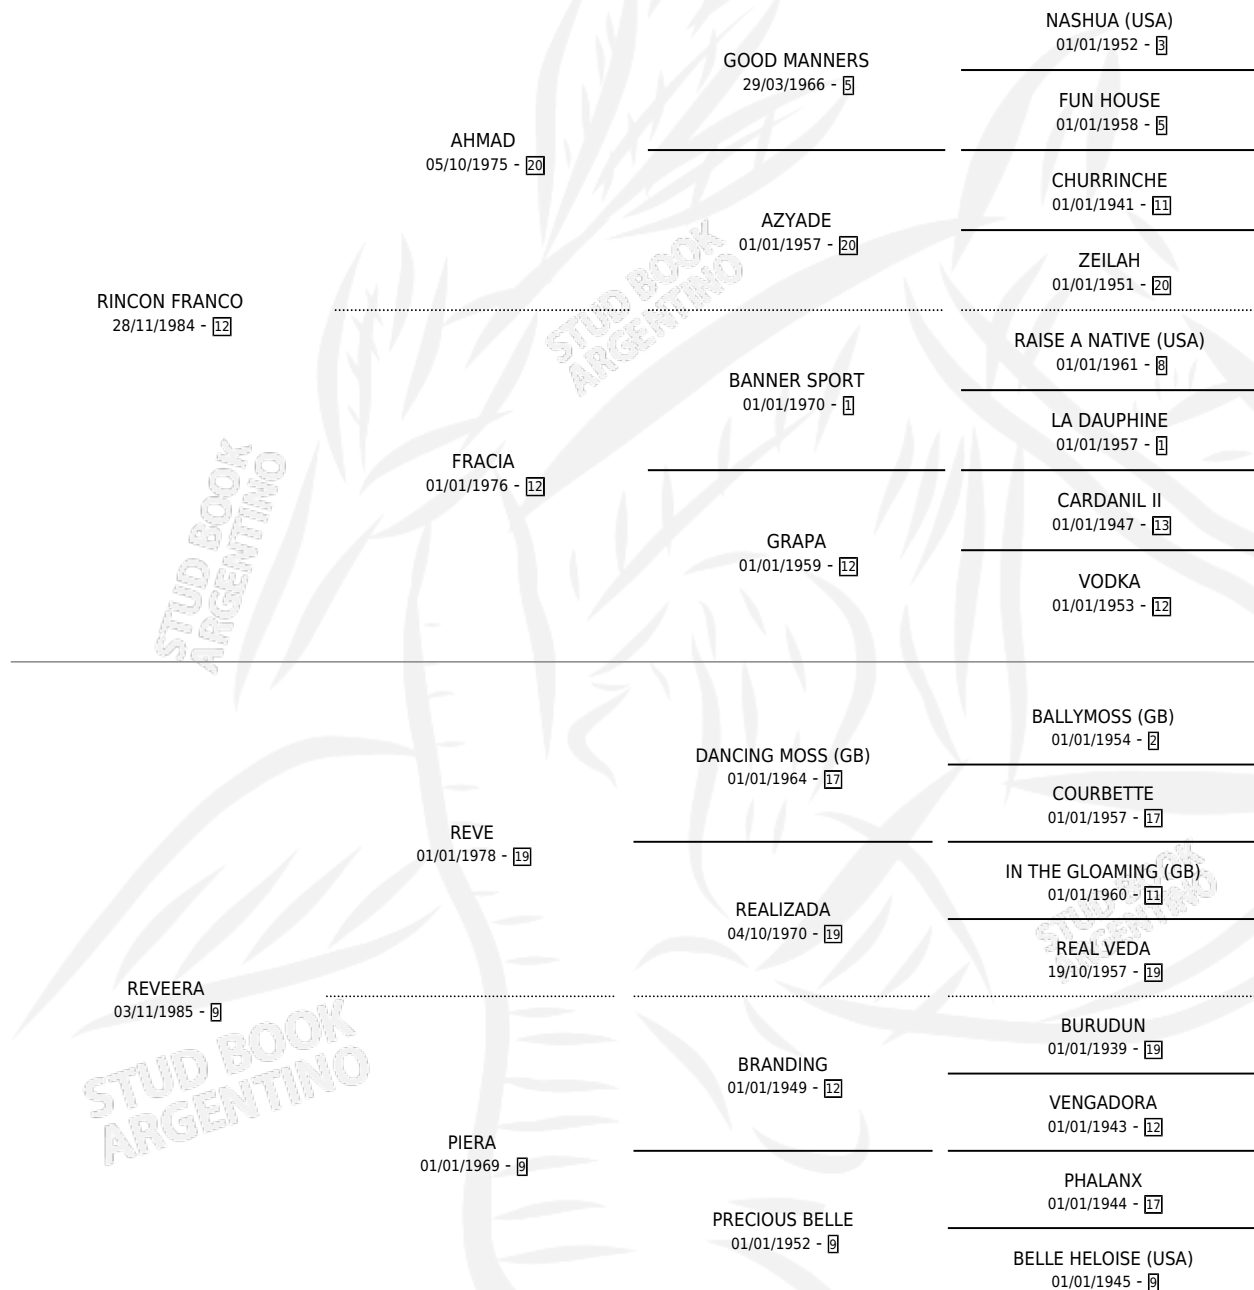 NASHUA (USA)
01/01/1952 - 3
GOOD MANNERS
29/03/1966 - 5
FUN HOUSE
01/01/1958 - 5
AHMAD
05/10/1975 - 20
CHURRINCHE
01/01/1941 - 11
AZYADE
01/01/1957 - 20
ZEILAH
01/01/1951 - 20
RINCON FRANCO
28/11/1984 - 12
STUD BOOK
ARGENTINO
RAISE A NATIVE (USA)
01/01/1961 - 8
BANNER SPORT
01/01/1970 - 1
LA DAUPHINE
01/01/1957 - 1
FRACIA
01/01/1976 - 12
CARDANIL II
01/01/1947 - 13
GRAPA
01/01/1959 - 12
VODKA
01/01/1953 - 12
STUD BOOK
ARGENTINO
BALLYMOSS (GB)
01/01/1954 - 2
DANCING MOSS (GB)
01/01/1964 - 17
COURBETTE
01/01/1957 - 17
REVE
01/01/1978 - 19
IN THE GLOAMING (GB)
01/01/1960 - 11
REALIZADA
04/10/1970 - 19
REAL VEDA
19/10/1957 - 19
STUD BOOK
ARGENTINO
REVEERA
03/11/1985 - 9
STUD BOOK
ARGENTINO
BURUDUN
01/01/1939 - 19
BRANDING
01/01/1949 - 12
VENGADORA
01/01/1943 - 12
PIERA
01/01/1969 - 9
PHALANX
01/01/1944 - 17
PRECIOUS BELLE
01/01/1952 - 9
BELLE HELOISE (USA)
01/01/1945 - 9